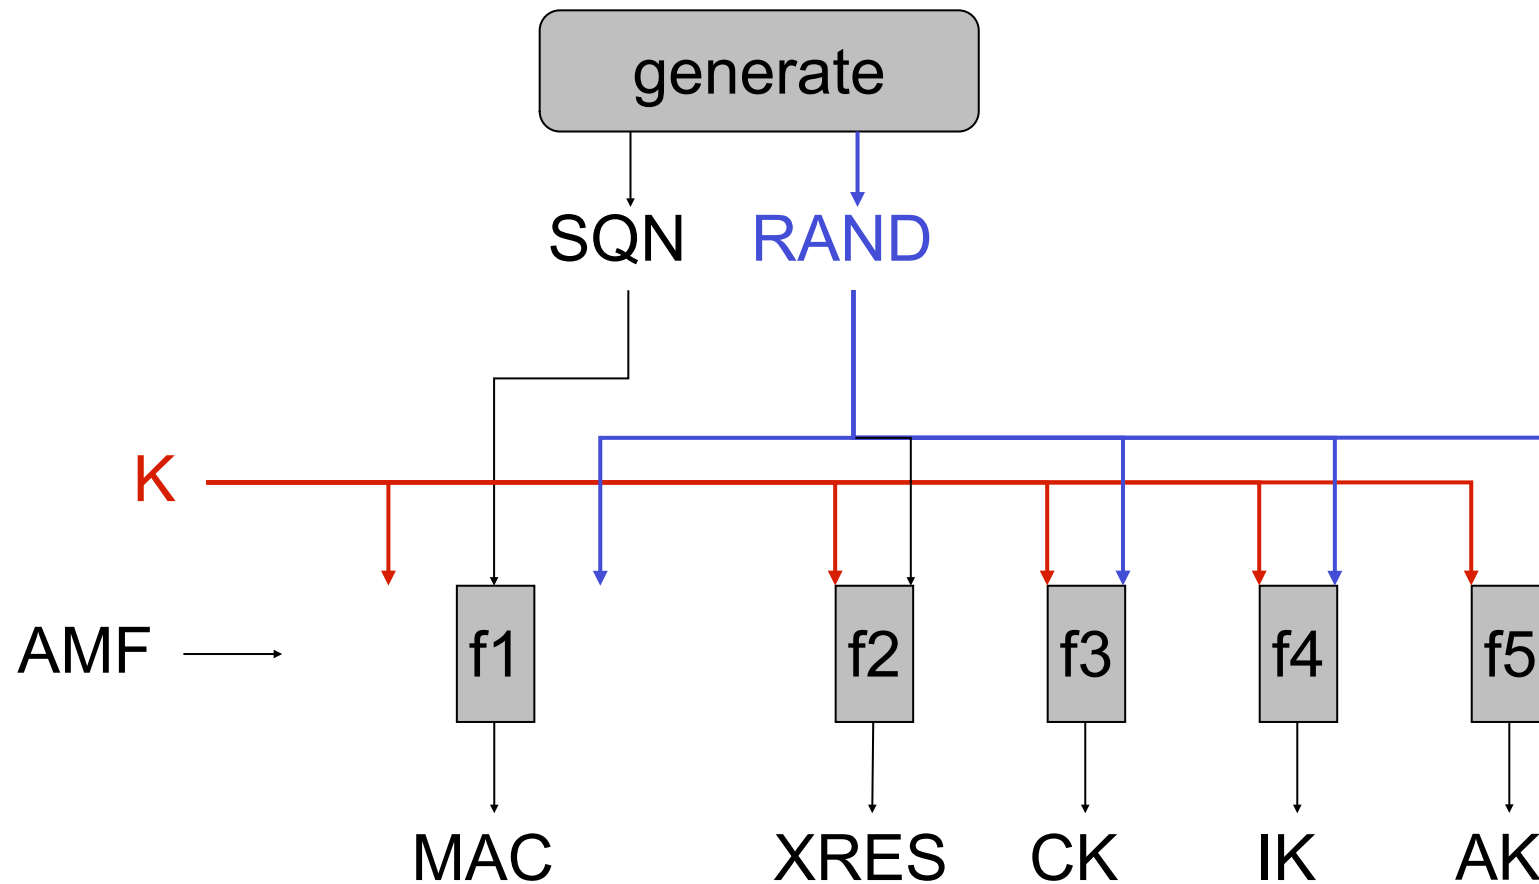 generate
SQN RAND
K
AMF f1 f2 f3 f4 f5
MAC XRES CK IK AK